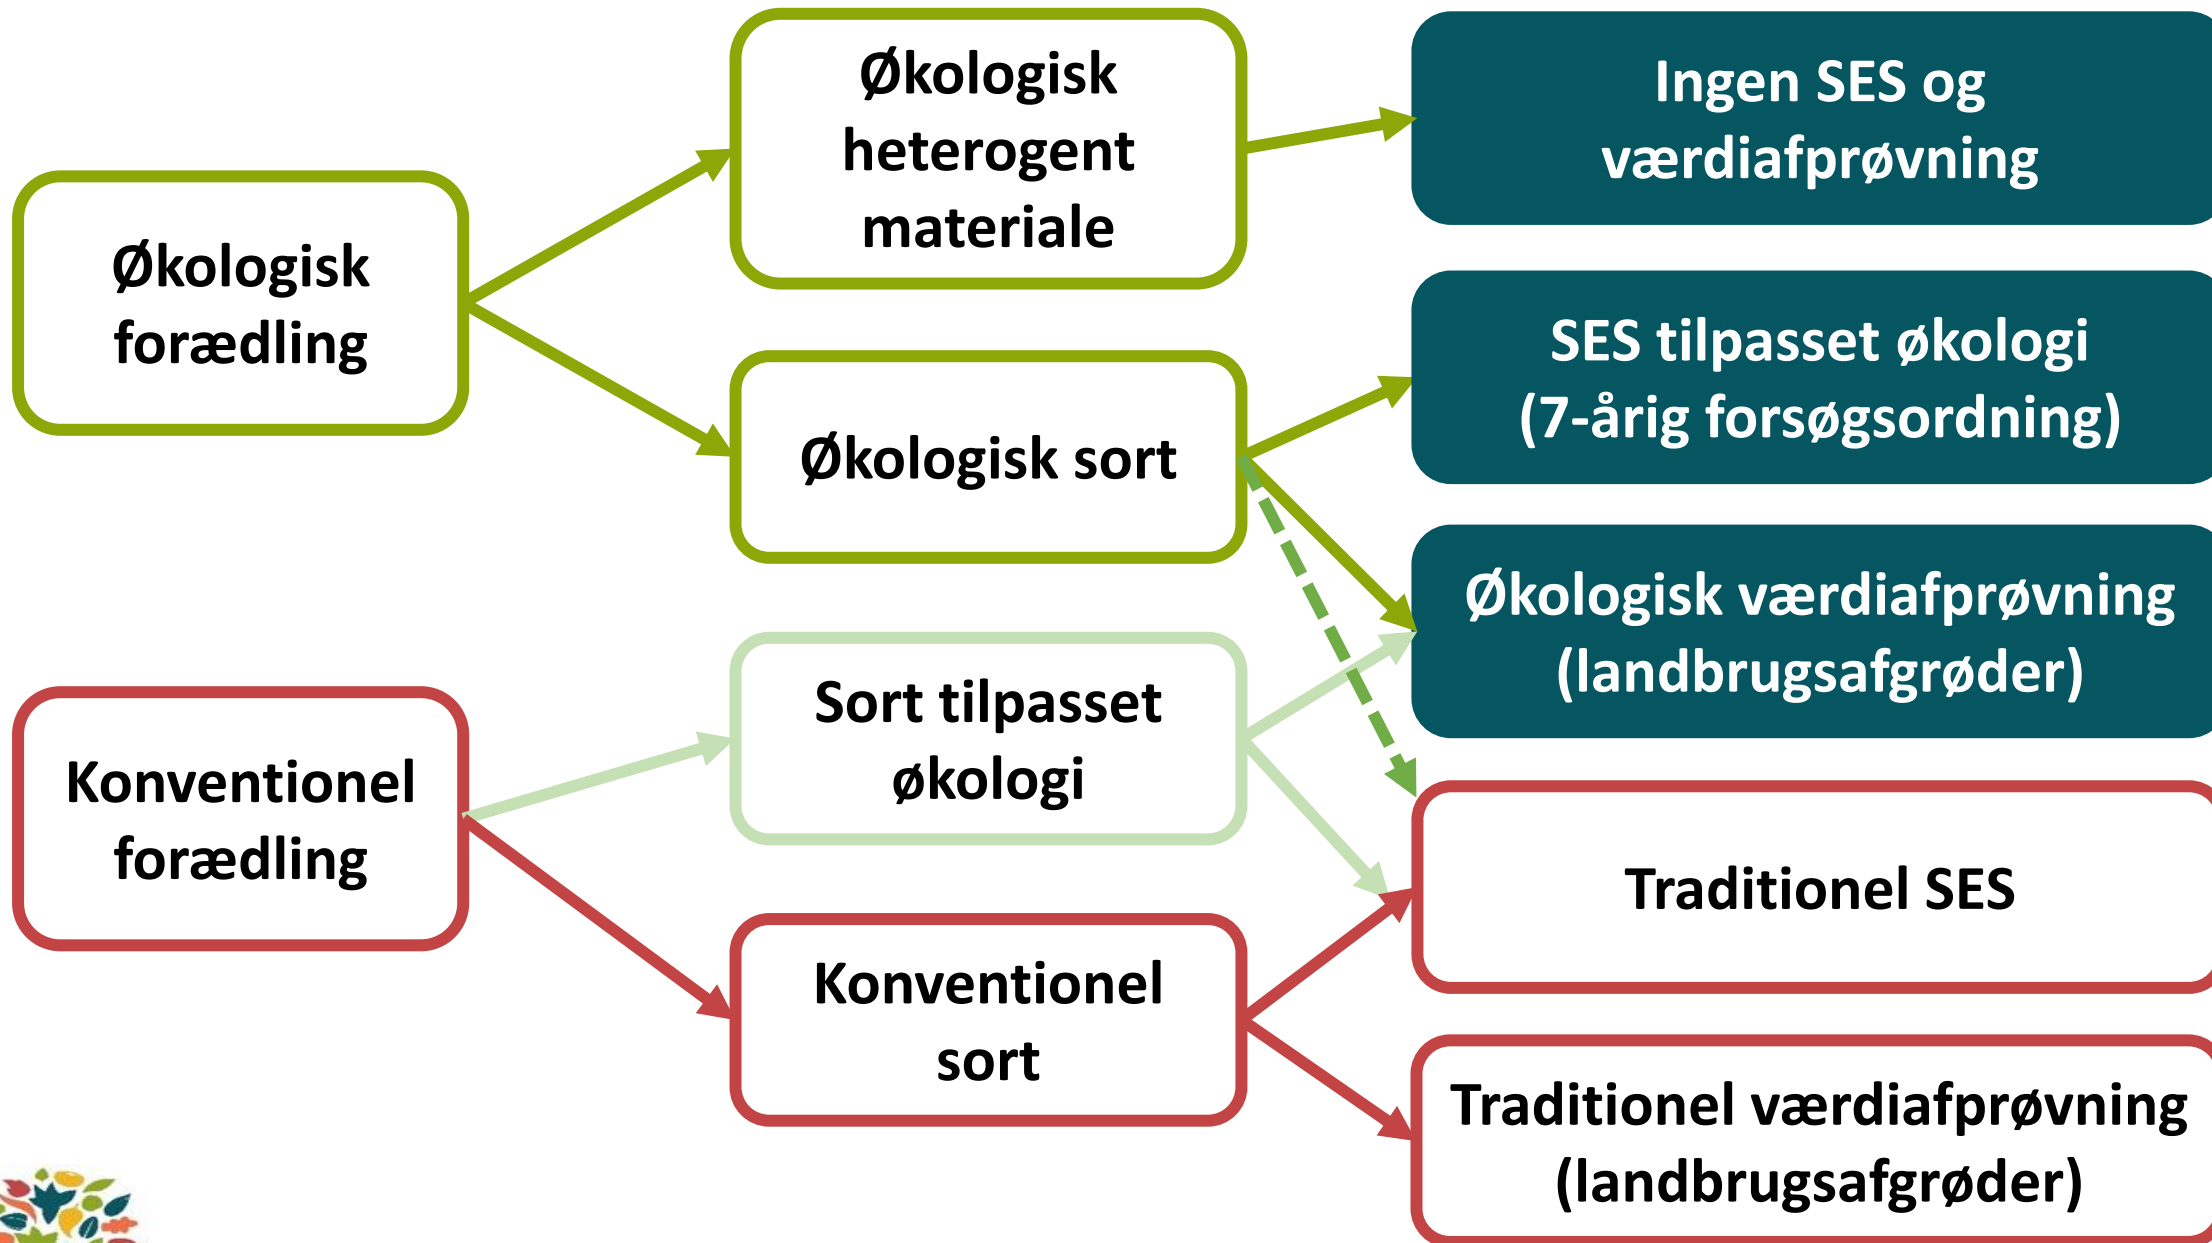 Økologisk
forædling
Økologisk
heterogent
materiale
Ingen SES og
værdiafprøvning
Økologisk sort
SES tilpasset økologi
(7-årig forsøgsordning)
Økologisk værdiafprøvning
(landbrugsafgrøder)
Konventionel
forædling
Sort tilpasset
økologi
Konventionel
sort
Traditionel SES
Traditionel værdiafprøvning
(landbrugsafgrøder)